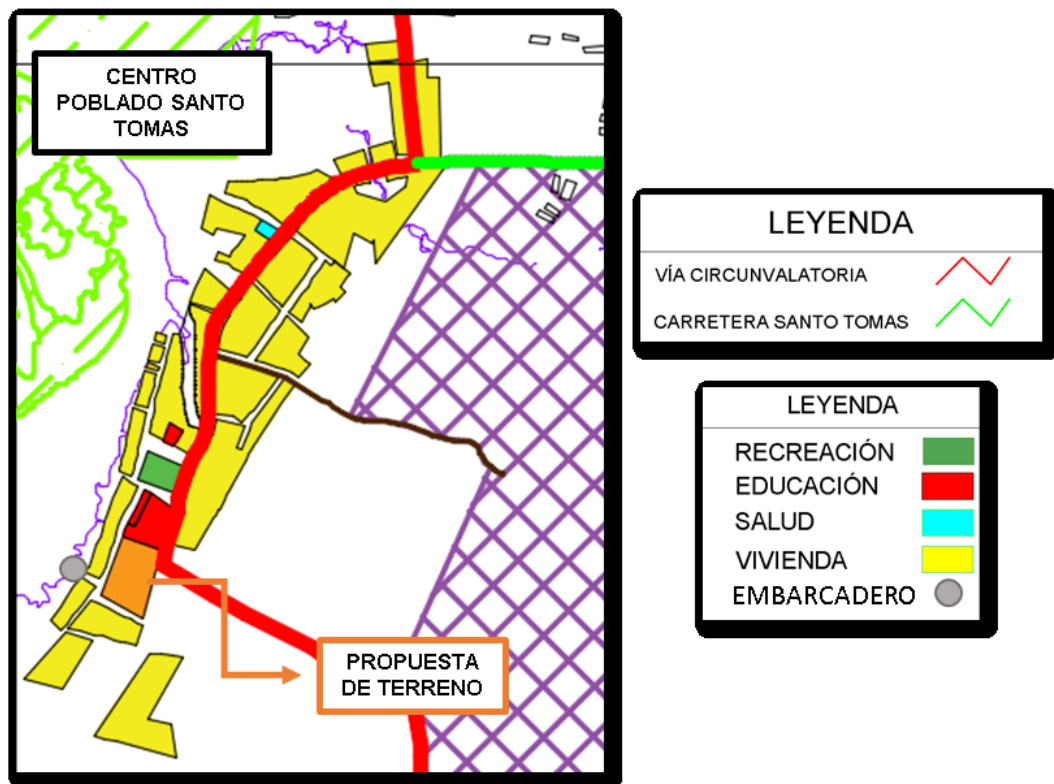 CENTRO
POBLADO SANTO
TOMAS
PROPUESTA
DE TERRENO
LEYENDA
VÍA CIRCUNVALATORIA
CARRETERA SANTO TOMAS
LEYENDA
RECREACIÓN
EDUCACIÓN
SALUD
VIVIENDA
EMBARCADERO